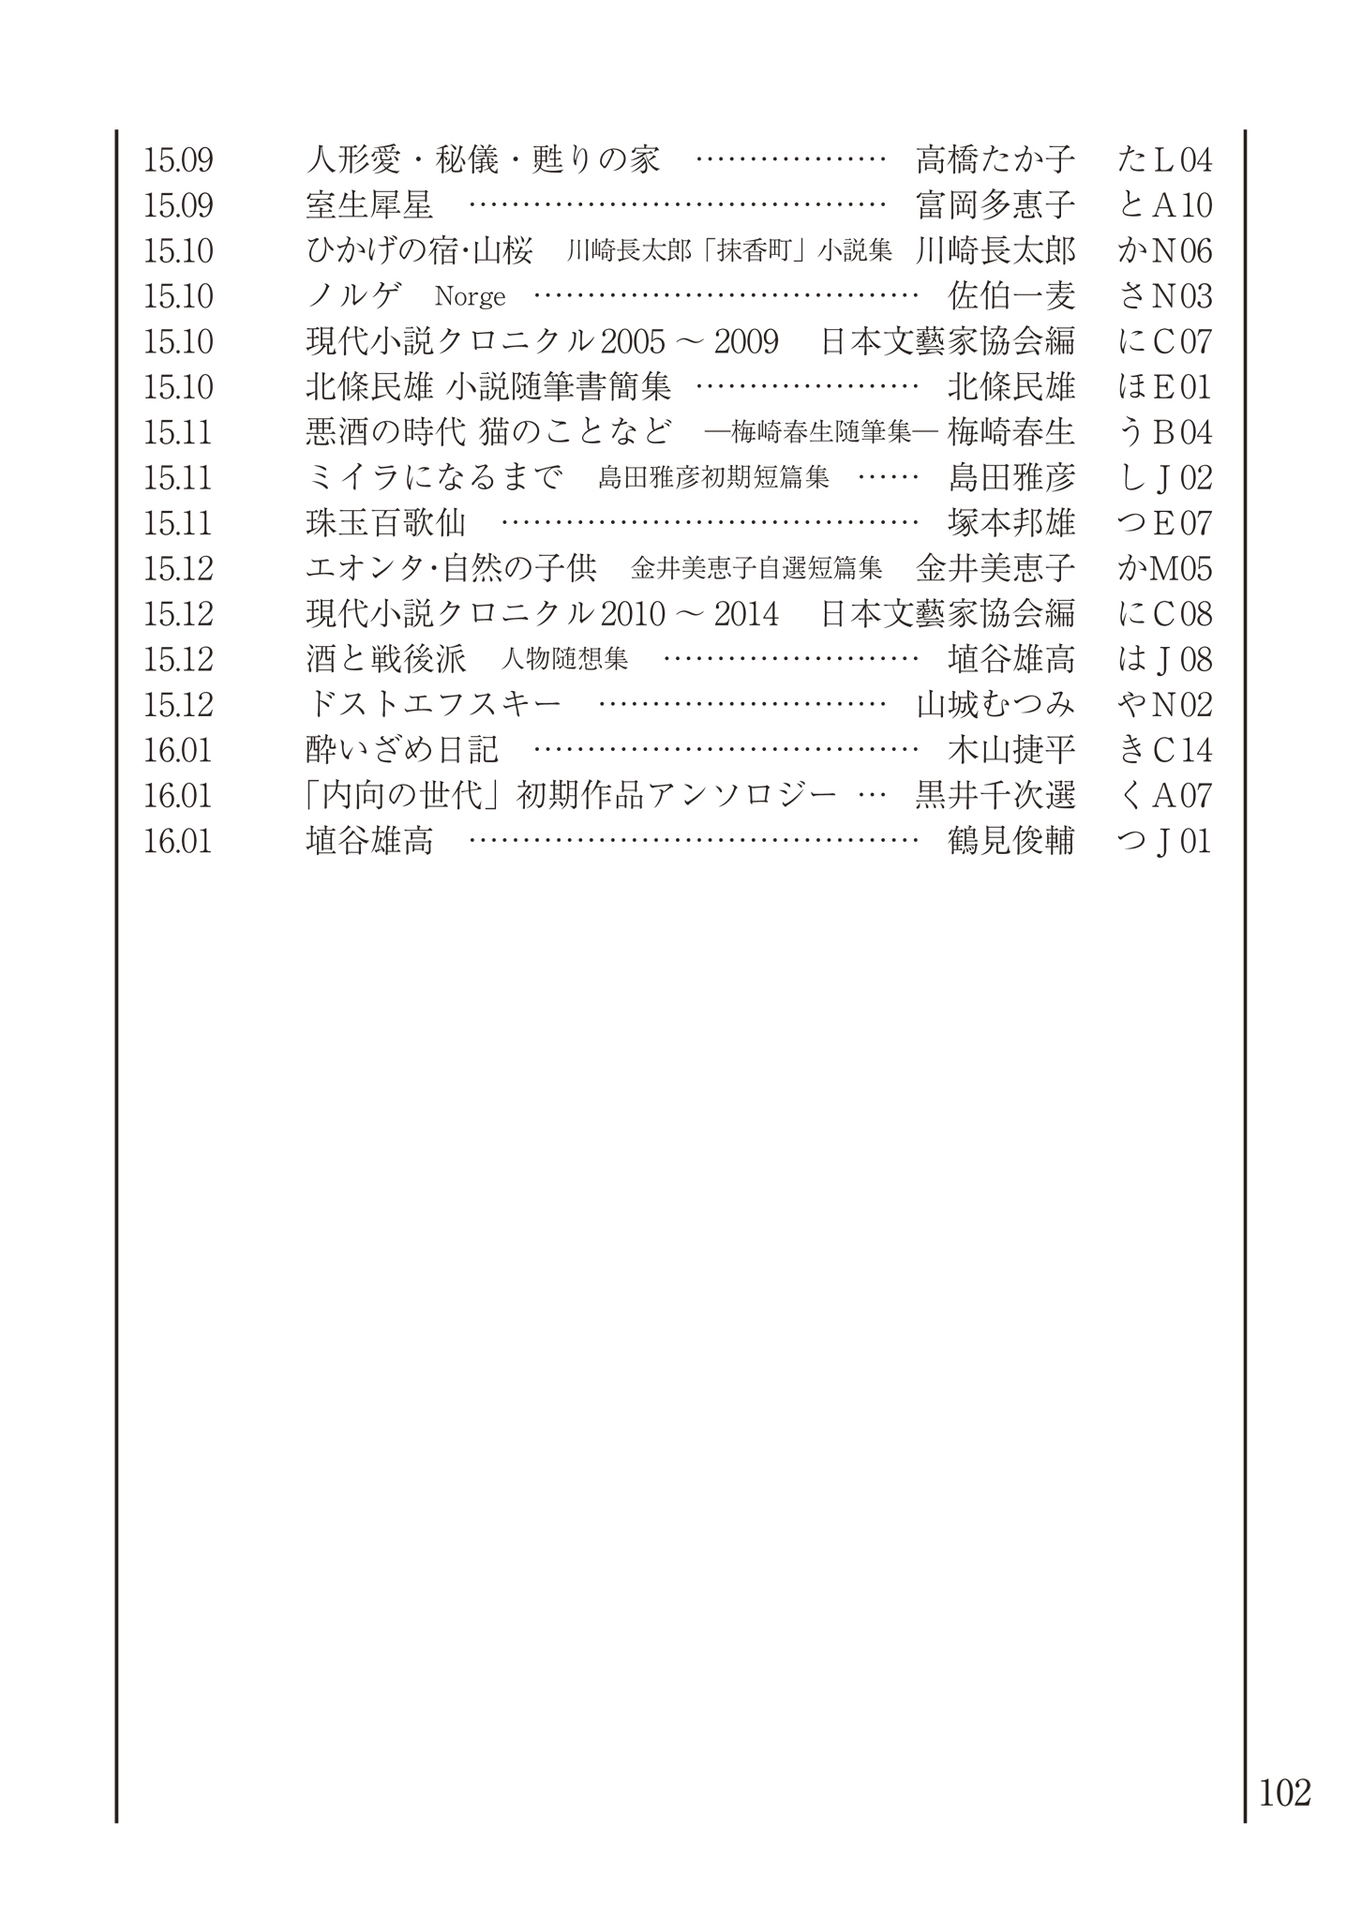 15.09 人形愛・秘儀・甦りの家 ……………… 高橋たか子 たL04
15.09 室生犀星 ………………………………… 富岡多惠子 とA10
15.10 ひかげの宿・山桜 川崎長太郎「抹香町」小説集 川崎長太郎 かN06
15.10 ノルゲ Norge ……………………………… 佐伯一麦 さN03
15.10 現代小説クロニクル2005～2009 日本文藝家協会編 にC07
15.10 北條民雄 小説随筆書簡集 ………………… 北條民雄 ほE01
15.11 悪酒の時代 猫のことなど ―梅崎春生随筆集― 梅崎春生 うB04
15.11 ミイラになるまで 島田雅彦初期短篇集 …… 島田雅彦 しJ02
15.11 珠玉百歌仙 ………………………………… 塚本邦雄 つE07
15.12 エオンタ・自然の子供 金井美恵子自選短篇集 金井美恵子 かM05
15.12 現代小説クロニクル2010～2014 日本文藝家協会編 にC08
15.12 酒と戦後派 人物随想集 …………………… 埴谷雄高 はJ08
15.12 ドストエフスキー ……………………… 山城むつみ やN02
16.01 酔いざめ日記 ……………………………… 木山捷平 きC14
16.01 「内向の世代」初期作品アンソロジー … 黒井千次選 くA07
16.01 埴谷雄高 …………………………………… 鶴見俊輔 つJ01
102